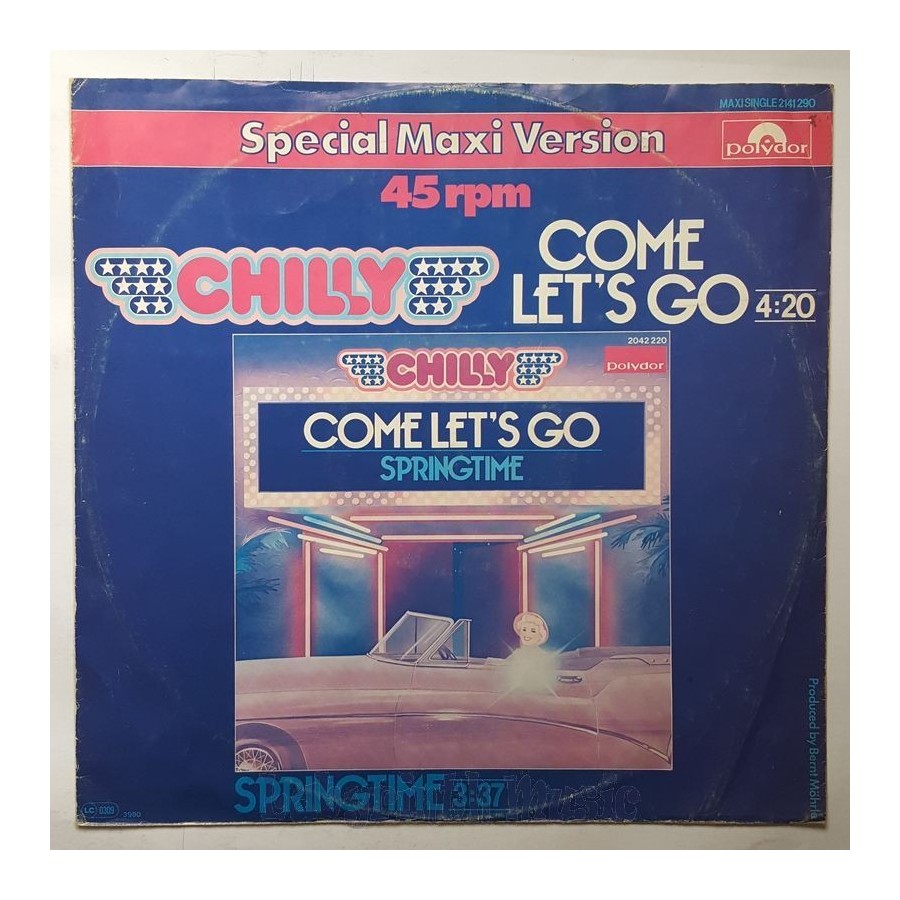 MAXI SINGLE 2141 290
Special Maxi Version
polydor
45 rpm
CHILLY
COME
LET'S GO 4:20
2042 220
CHILLY
polydor
COME LET'S GO
SPRINGTIME
Produced by Bernt Möhrle
SPRINGTIME 3:37
Music
LC 0309